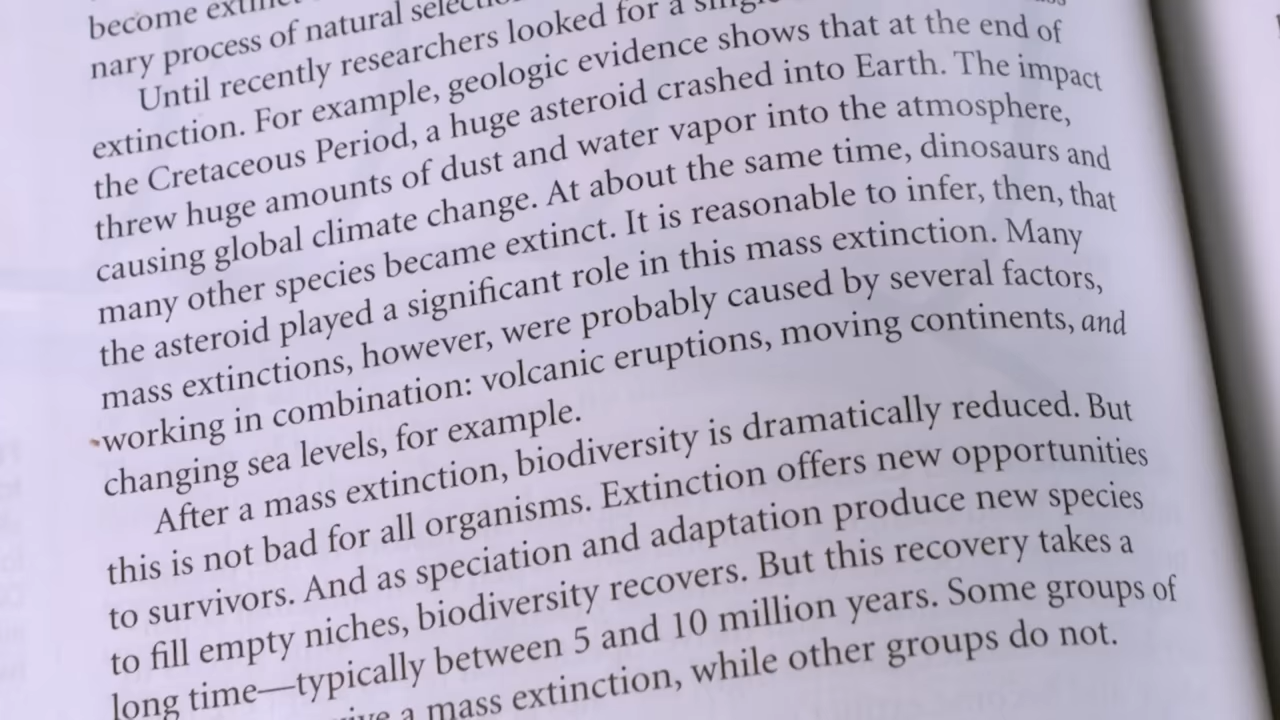 become extinct
nary process of natural selection
Until recently researchers looked for a single
extinction. For example, geologic evidence shows that at the end of
the Cretaceous Period, a huge asteroid crashed into Earth. The impact
threw huge amounts of dust and water vapor into the atmosphere,
causing global climate change. At about the same time, dinosaurs and
many other species became extinct. It is reasonable to infer, then, that
the asteroid played a significant role in this mass extinction. Many
mass extinctions, however, were probably caused by several factors,
working in combination: volcanic eruptions, moving continents, and
changing sea levels, for example.
After a mass extinction, biodiversity is dramatically reduced. But
this is not bad for all organisms. Extinction offers new opportunities
to survivors. And as speciation and adaptation produce new species
to fill empty niches, biodiversity recovers. But this recovery takes a
long time—typically between 5 and 10 million years. Some groups of
a mass extinction, while other groups do not.